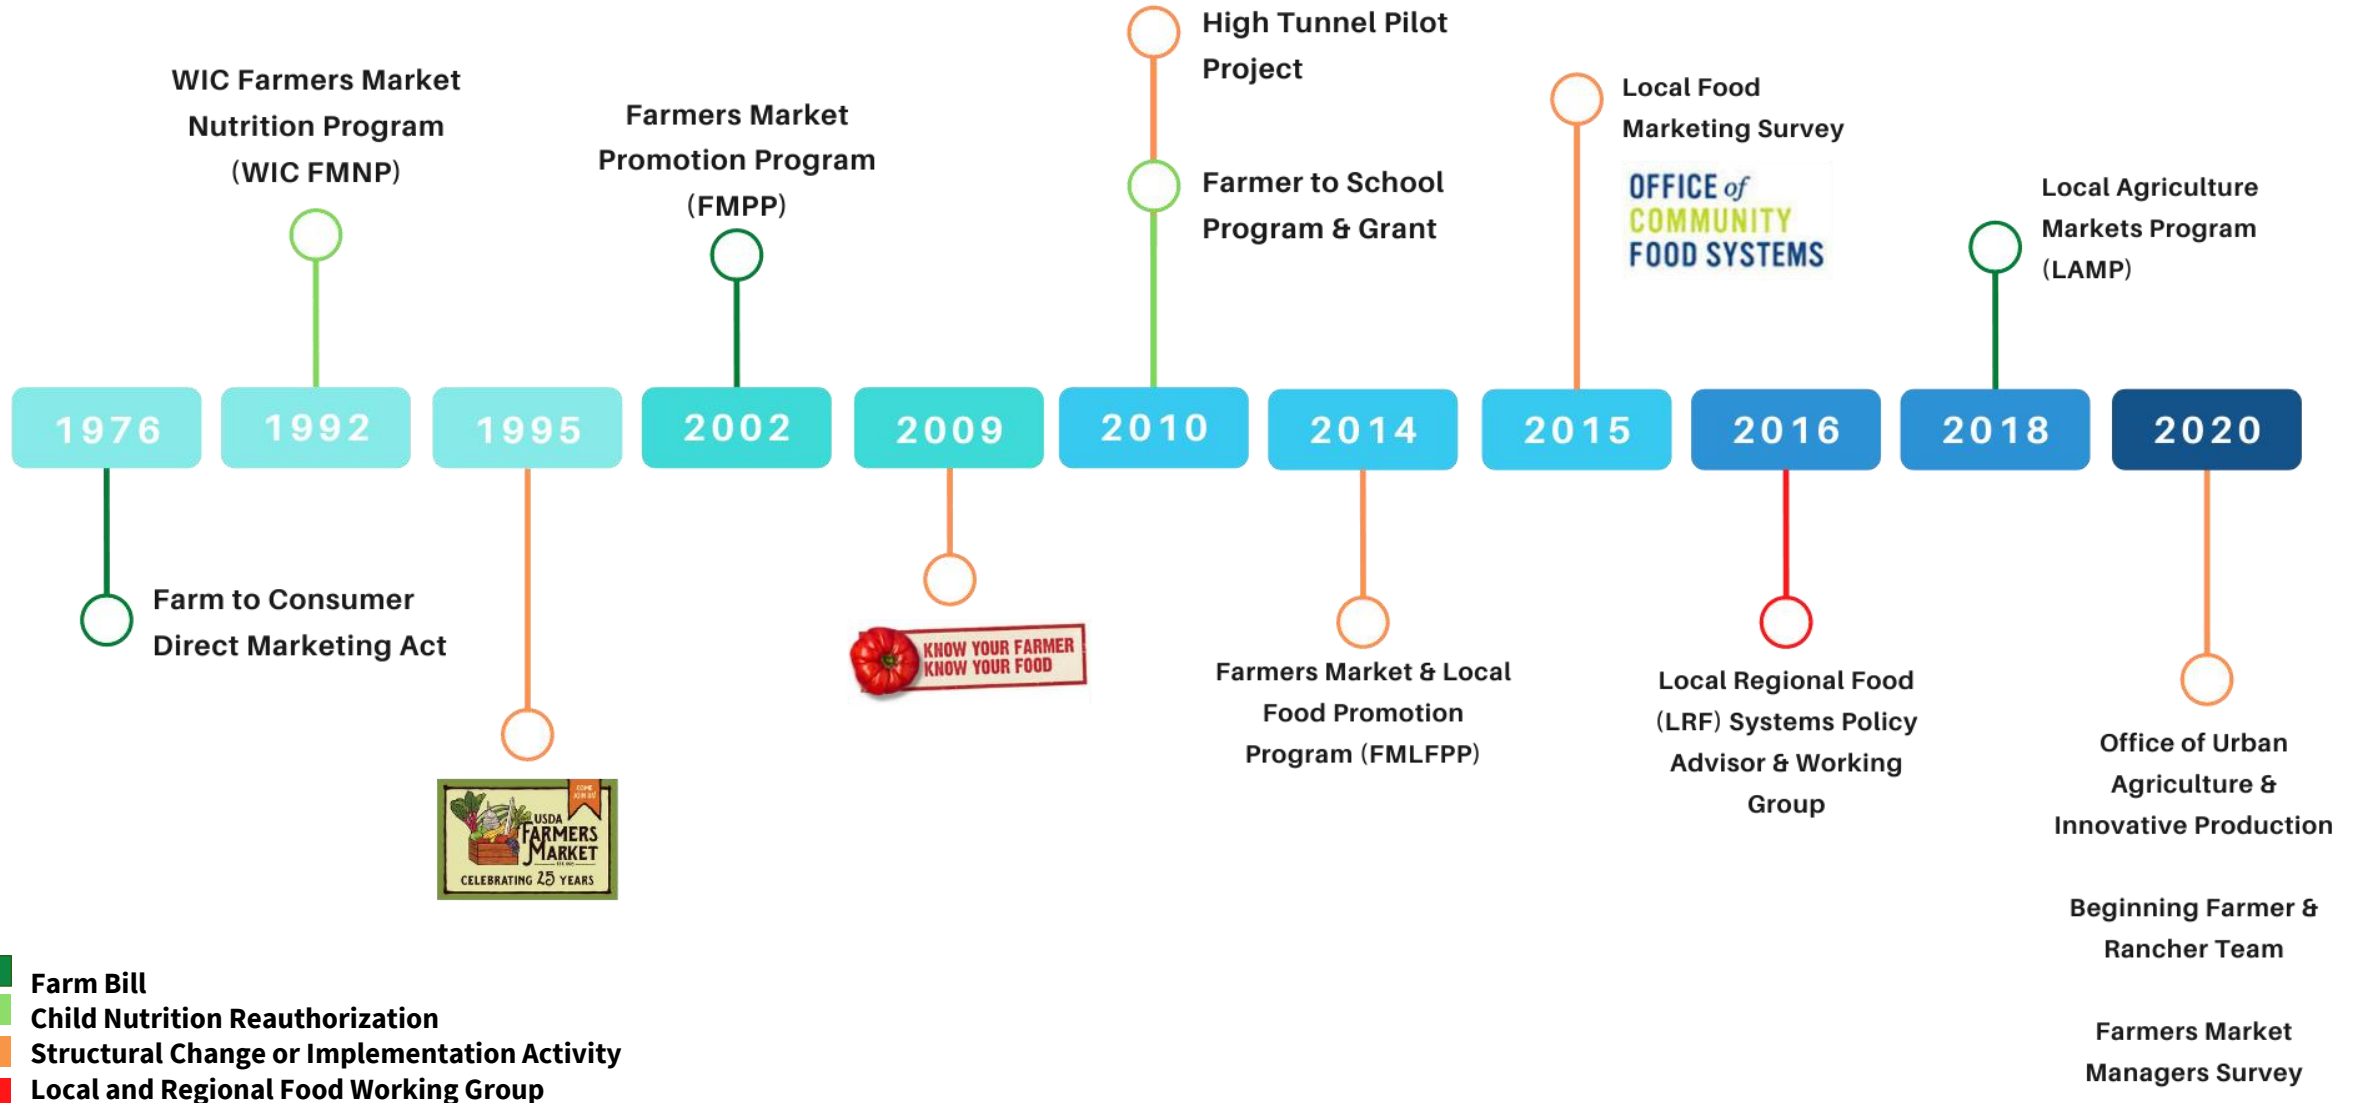 High Tunnel Pilot
Project
WIC Farmers Market
Nutrition Program
(WIC FMNP)
Farmers Market
Promotion Program
(FMPP)
Farmer to School
Program & Grant
Local Food
Marketing Survey
OFFICE of
COMMUNITY
FOOD SYSTEMS
Local Agriculture
Markets Program
(LAMP)
1976
1992
1995
2002
2009
2010
2014
2015
2016
2018
2020
Farm to Consumer
Direct Marketing Act
COME
JOIN US!
USDA
FARMERS
MARKET
CELEBRATING 25 YEARS
KNOW YOUR FARMER
KNOW YOUR FOOD
Farmers Market & Local
Food Promotion
Program (FMLFPP)
Local Regional Food
(LRF) Systems Policy
Advisor & Working
Group
Office of Urban
Agriculture &
Innovative Production
Beginning Farmer &
Rancher Team
Farmers Market
Managers Survey
Farm Bill
Child Nutrition Reauthorization
Structural Change or Implementation Activity
Local and Regional Food Working Group